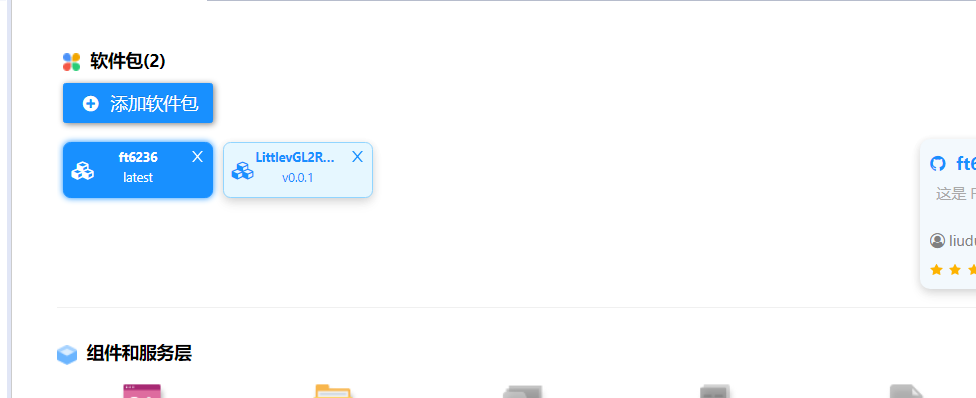 软件包(2)
添加软件包
ft6236
latest
LittlevGL2R...
v0.0.1
ft6
这是 F
liudu
组件和服务层